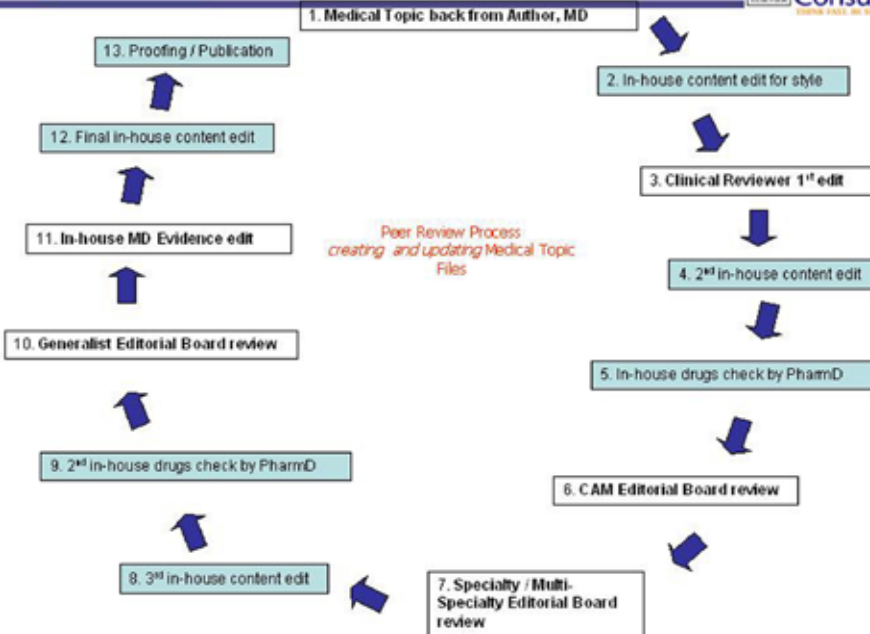 1. Medical Topic back from Author, MD
2. In-house content edit for style
3. Clinical Reviewer 1st edit
4. 2nd in-house content edit
5. In-house drugs check by PharmD
6. CAM Editorial Board review
7. Specialty / Multi-
Specialty Editorial Board
review
8. 3rd in-house content edit
9. 2nd in-house drugs check by PharmD
10. Generalist Editorial Board review
11. In-house MD Evidence edit
12. Final in-house content edit
13. Proofing / Publication
Peer Review Process
creating and updating Medical Topic
Files